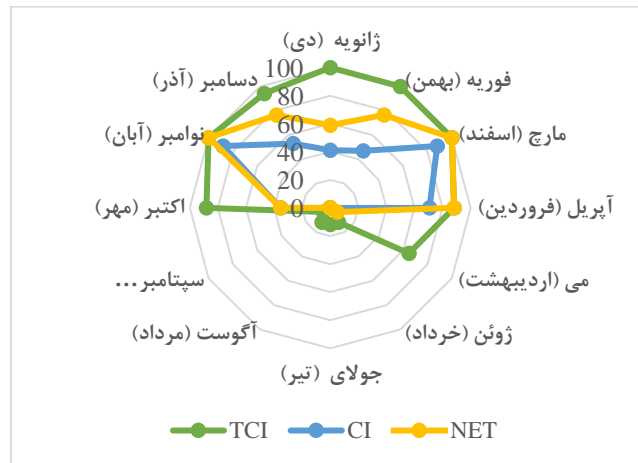 ژانویه (دی)
فوریه (بهمن)
مارچ (اسفند)
آپریل (فروردین)
می (اردیبهشت)
ژوئن (خرداد)
جولای (تیر)
آگوست (مرداد)
سپتامبر...
اکتبر (مهر)
نوامبر (آبان)
دسامبر (آذر)
100
80
60
40
20
0
TCI CI NET